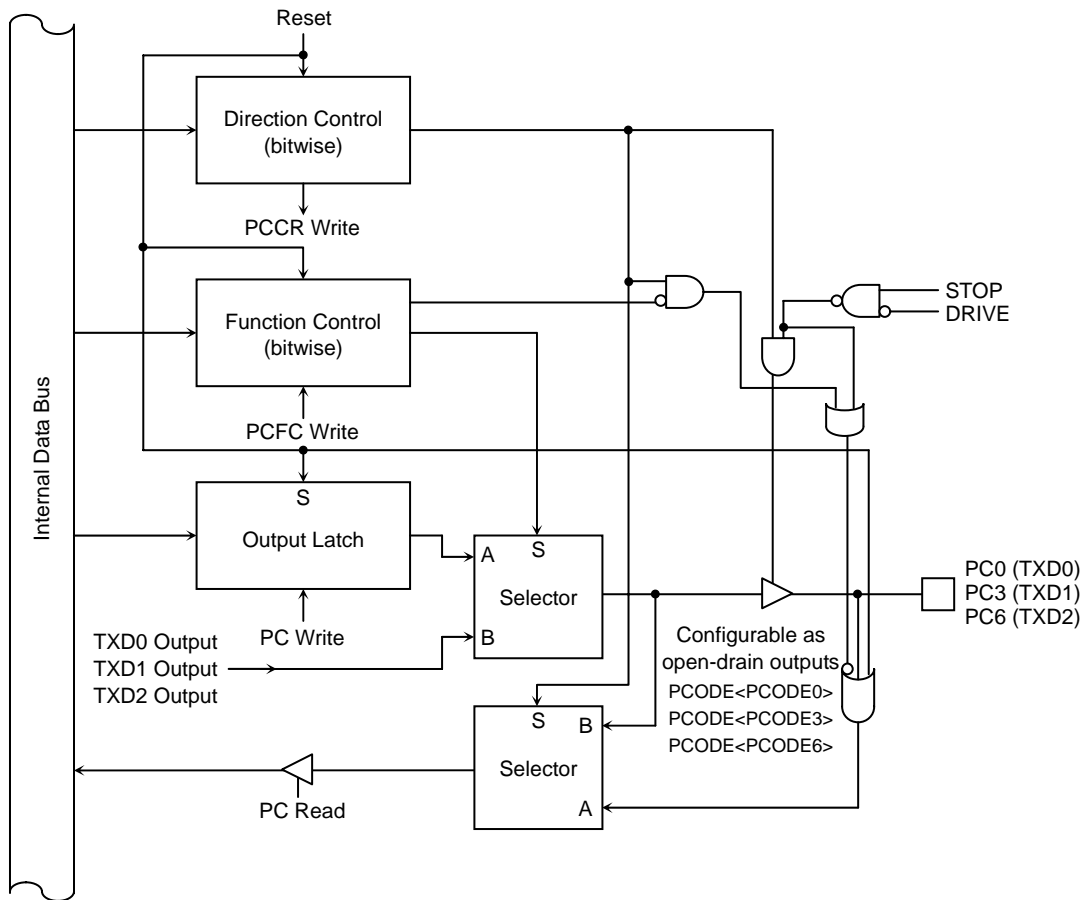 Reset
Direction Control
(bitwise)
PCCR Write
Function Control
(bitwise)
STOP
DRIVE
PCFC Write
Internal Data Bus
S
Output Latch
A
S
Selector
B
PC0 (TXD0)
PC3 (TXD1)
PC6 (TXD2)
PC Write
TXD0 Output
TXD1 Output
TXD2 Output
Configurable as
open-drain outputs
PCODE<PCODE0>
PCODE<PCODE3>
PCODE<PCODE6>
S
B
Selector
A
PC Read